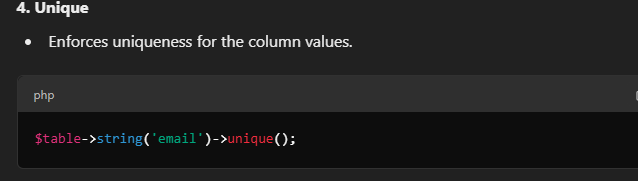 4. Unique
• Enforces uniqueness for the column values.
php
$table->string('email')->unique();